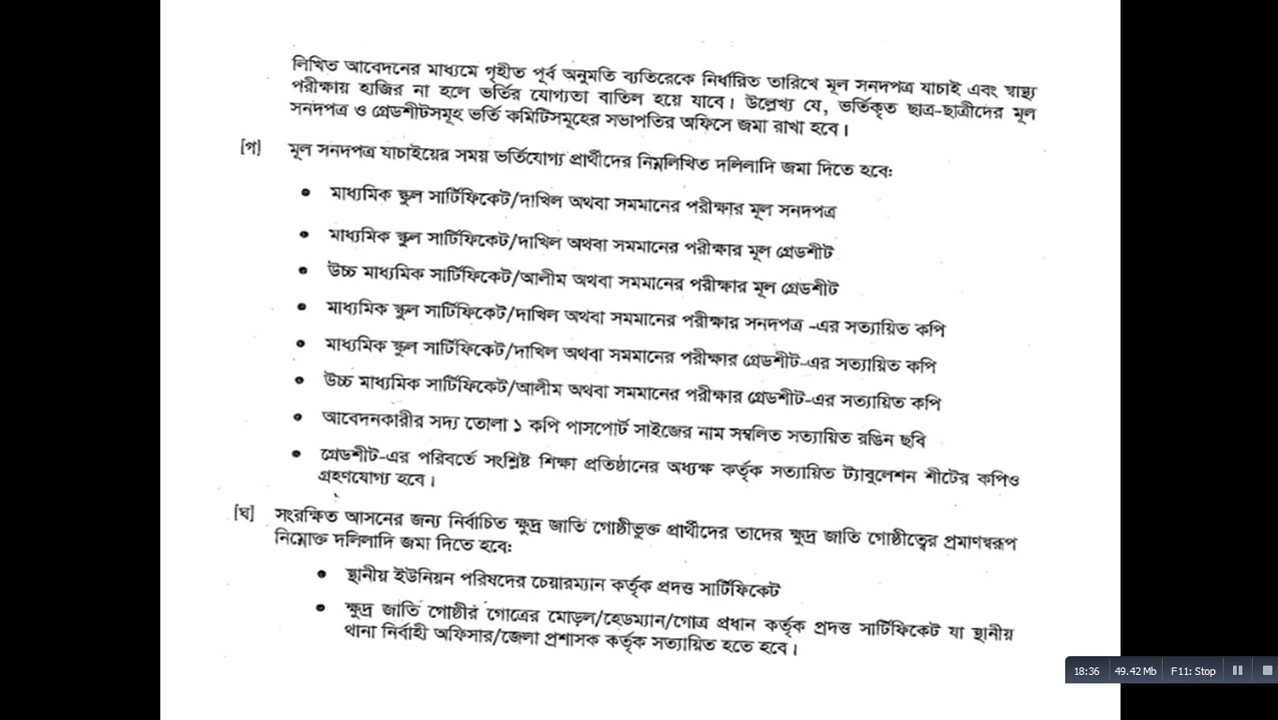 লিখিত আবেদনের মাধ্যমে গৃহীত পূর্ব অনুমতি ব্যতিরেকে নির্ধারিত তারিখে মূল সনদপত্র যাচাই এবং স্বাস্থ্য
পরীক্ষায় হাজির না হলে ভর্তির যোগ্যতা বাতিল হয়ে যাবে। উল্লেখ্য যে, ভর্তিকৃত ছাত্র-ছাত্রীদের মূল
সনদপত্র ও গ্রেডশীটসমূহ ভর্তি কমিটিসমূহের সভাপতির অফিসে জমা রাখা হবে।
[গ] মূল সনদপত্র যাচাইয়ের সময় ভর্তিযোগ্য প্রার্থীদের নিম্নলিখিত দলিলাদি জমা দিতে হবে:
• মাধ্যমিক স্কুল সার্টিফিকেট/দাখিল অথবা সমমানের পরীক্ষার মূল সনদপত্র
• মাধ্যমিক স্কুল সার্টিফিকেট/দাখিল অথবা সমমানের পরীক্ষার মূল গ্রেডশীট
• উচ্চ মাধ্যমিক সার্টিফিকেট/আলীম অথবা সমমানের পরীক্ষার মূল গ্রেডশীট
• মাধ্যমিক স্কুল সার্টিফিকেট/দাখিল অথবা সমমানের পরীক্ষার সনদপত্র -এর সত্যায়িত কপি
• মাধ্যমিক স্কুল সার্টিফিকেট/দাখিল অথবা সমমানের পরীক্ষার গ্রেডশীট-এর সত্যায়িত কপি
• উচ্চ মাধ্যমিক সার্টিফিকেট/আলীম অথবা সমমানের পরীক্ষার গ্রেডশীট-এর সত্যায়িত কপি
• আবেদনকারীর সদ্য তোলা ১ কপি পাসপোর্ট সাইজের নাম সম্বলিত সত্যায়িত রঙিন ছবি
• গ্রেডশীট-এর পরিবর্তে সংশ্লিষ্ট শিক্ষা প্রতিষ্ঠানের অধ্যক্ষ কর্তৃক সত্যায়িত ট্যাবুলেশন শীটের কপিও
গ্রহণযোগ্য হবে।
[ঘ] সংরক্ষিত আসনের জন্য নির্বাচিত ক্ষুদ্র জাতি গোষ্ঠীভুক্ত প্রার্থীদের তাদের ক্ষুদ্র জাতি গোষ্ঠীত্বের প্রমাণস্বরূপ
নিম্নোক্ত দলিলাদি জমা দিতে হবে:
• স্থানীয় ইউনিয়ন পরিষদের চেয়ারম্যান কর্তৃক প্রদত্ত সার্টিফিকেট
• ক্ষুদ্র জাতি গোষ্ঠীর গোত্রের মোড়ল/হেডম্যান/গোত্র প্রধান কর্তৃক প্রদত্ত সার্টিফিকেট যা স্থানীয়
থানা নির্বাহী অফিসার/জেলা প্রশাসক কর্তৃক সত্যায়িত হতে হবে।
18:36 49.42 Mb F11: Stop